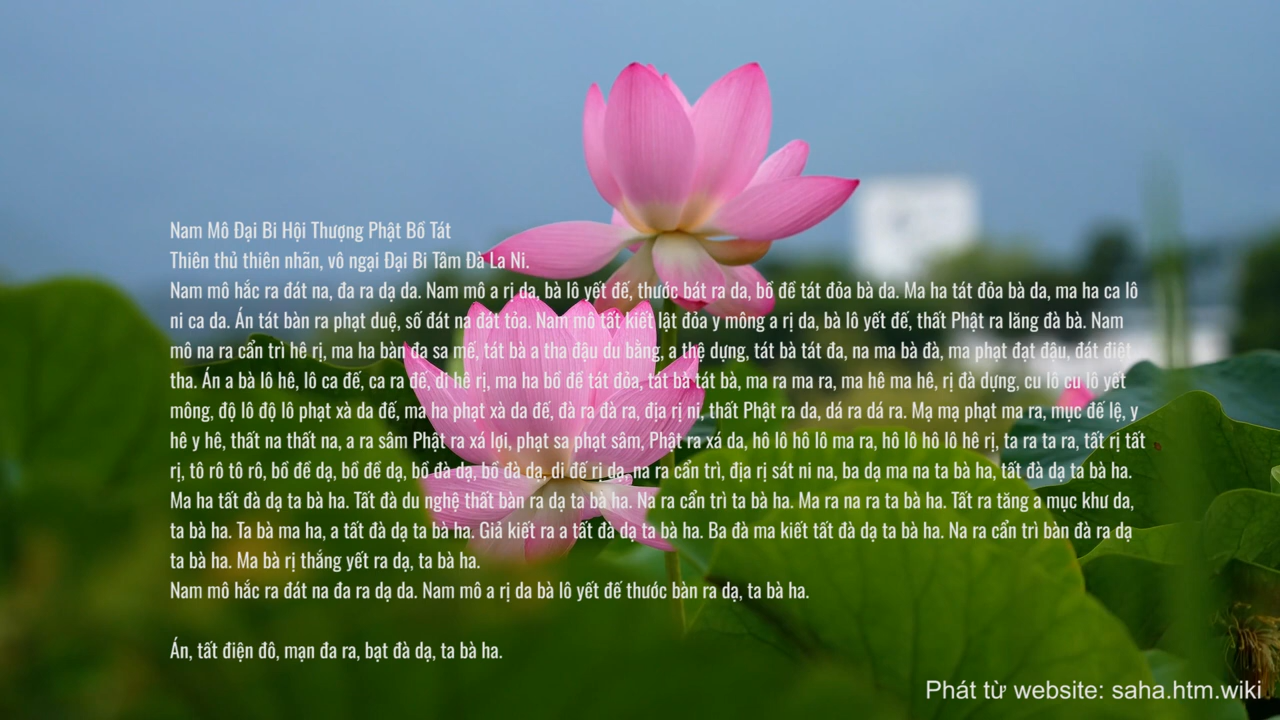 Nam Mô Đại Bi Hội Thượng Phật Bồ Tát
Thiên thủ thiên nhãn, vô ngại Đại Bi Tâm Đà La Ni.
Nam mô hắc ra đát na, đa ra dạ da. Nam mô a rị da, bà lô yết đế, thước bát ra da, bồ đề tát đỏa bà da. Ma ha tát đỏa bà da, ma ha ca lô
ni ca da. Án tát bàn ra phạt duệ, số đát na đát tỏa. Nam mô tất kiết lật đỏa y mông a rị da, bà lô yết đế, thất Phật ra lăng đà bà. Nam
mô na ra cẩn trì hê rị, ma ha bàn đa sa mế, tát bà a tha đậu du bằng, a thệ dựng, tát bà tát đa, na ma bà đà, ma phạt đạt đậu, đát điệt
tha. Án a bà lô hê, lô ca đế, ca ra đế, di hê rị, ma ha bồ đề tát đỏa, tát bà tát bà, ma ra ma ra, ma hê ma hê, rị đà dựng, cu lô cu lô yết
mông, độ lô độ lô phạt xà da đế, ma ha phạt xà da đế, đà ra đà ra, địa rị ni, thất Phật ra da, dá ra dá ra. Mạ mạ phạt ma ra, mục đế lệ, y
hê y hê, thất na thất na, a ra sâm Phật ra xá lợi, phạt sa phạt sâm, Phật ra xá da, hô lô hô lô ma ra, hô lô hô lô hê rị, ta ra ta ra, tất rị tất
rị, tô rô tô rô, bồ đề dạ, bồ đề dạ, bồ đà dạ, bồ đà dạ, di đế rị dạ, na ra cẩn trì, địa rị sát ni na, ba dạ ma na ta bà ha, tất đà dạ ta bà ha.
Ma ha tất đà dạ ta bà ha. Tất đà du nghệ thất bàn ra dạ ta bà ha. Na ra cẩn trì ta bà ha. Ma ra na ra ta bà ha. Tất ra tăng a mục khư da,
ta bà ha. Ta bà ma ha, a tất đà dạ ta bà ha. Giả kiết ra a tất đà dạ ta bà ha. Ba đà ma kiết tất đà dạ ta bà ha. Na ra cẩn trì bàn đà ra dạ
ta bà ha. Ma bà rị thắng yết ra dạ, ta bà ha.
Nam mô hắc ra đát na đa ra dạ da. Nam mô a rị da bà lô yết đế thước bàn ra dạ, ta bà ha.
Án, tất điện đô, mạn đa ra, bạt đà dạ, ta bà ha.
Phát từ website: saha.htm.wiki